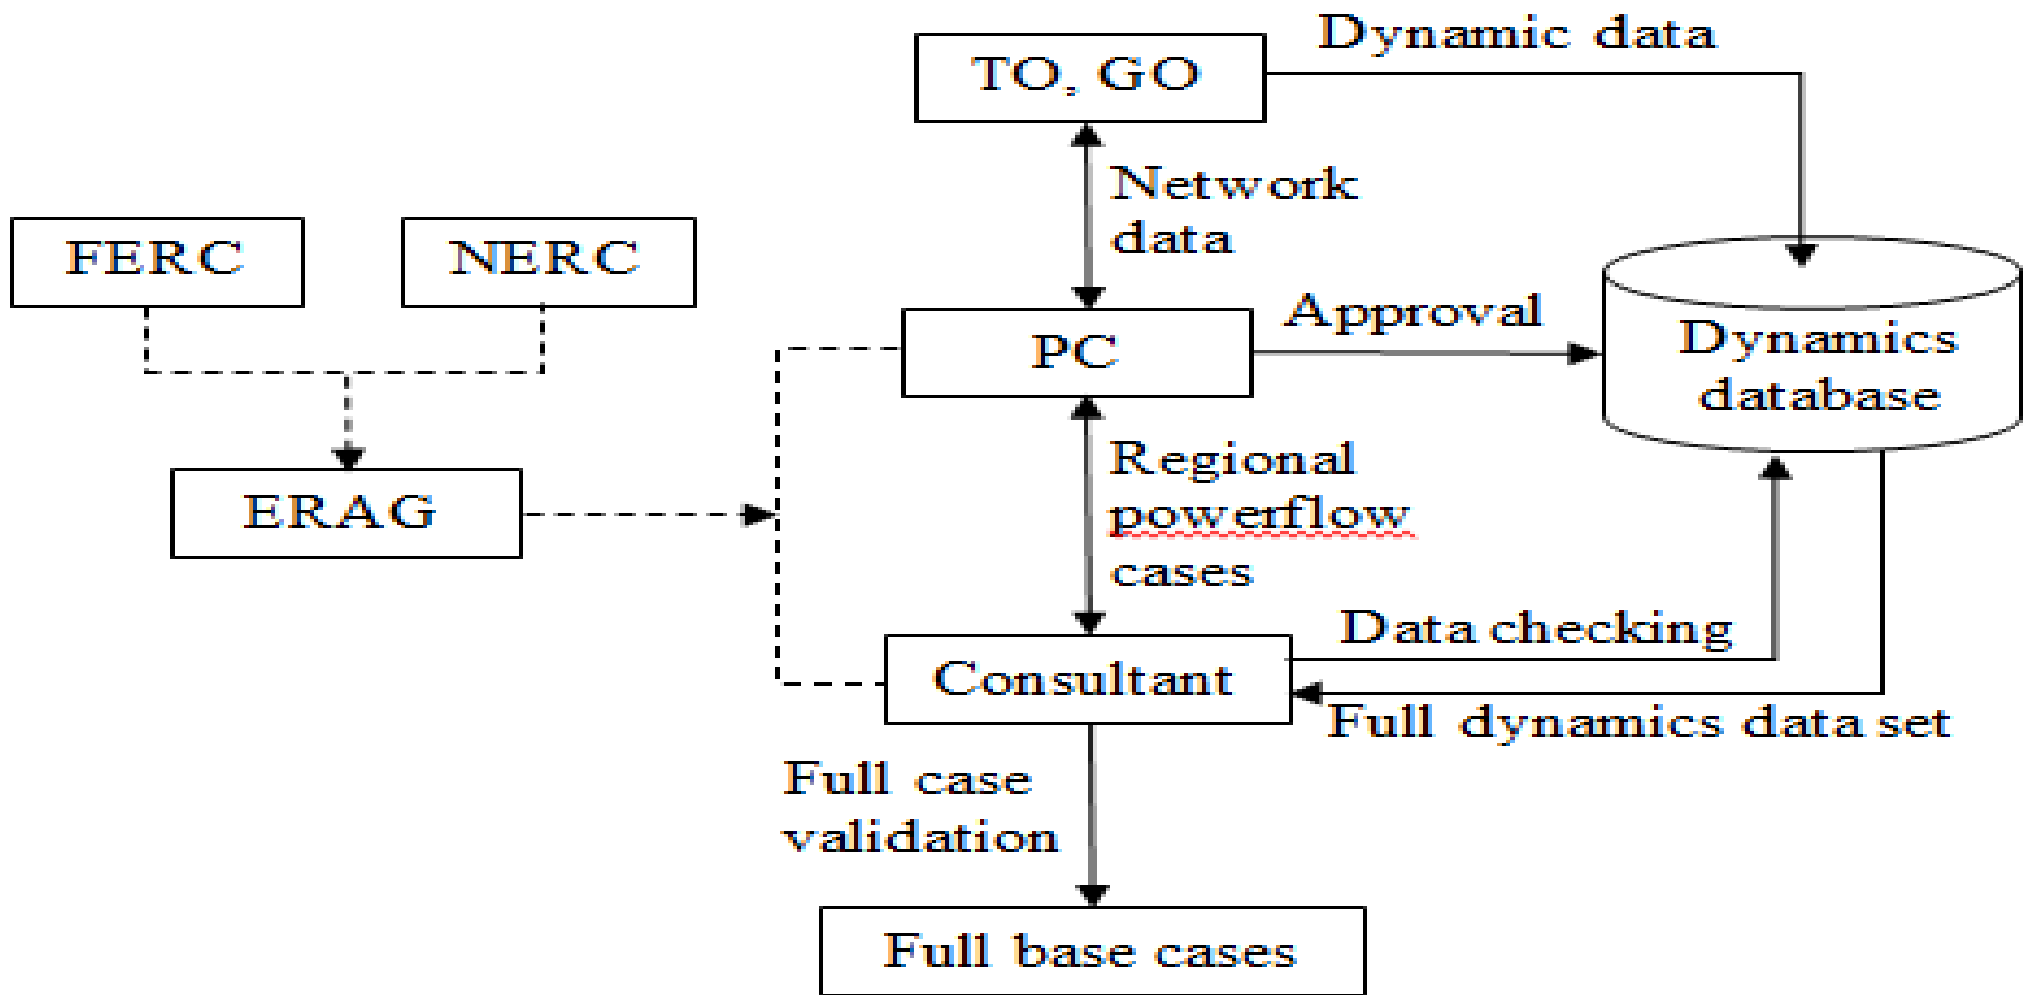 Dynamic data
TO, GO
Network
data
FERC
NERC
Approval
PC
Dynamics
database
Regional
powerflow
cases
ERAG
Data checking
Consultant
Full dynamics data set
Full case
validation
Full base cases